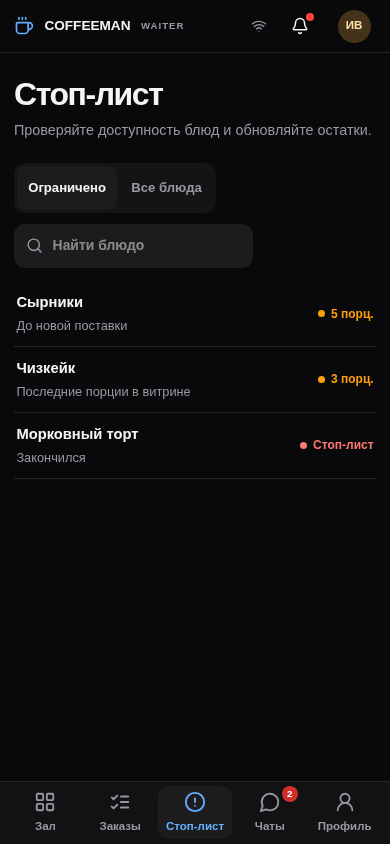 COFFEEMAN WAITER ИВ
Стоп-лист
Проверяйте доступность блюд и обновляйте остатки.
Ограничено Все блюда
Найти блюдо
Сырники
До новой поставки
5 порц.
Чизкейк
Последние порции в витрине
3 порц.
Морковный торт
Закончился
Стоп-лист
2
Зал Заказы Стоп-лист Чаты Профиль